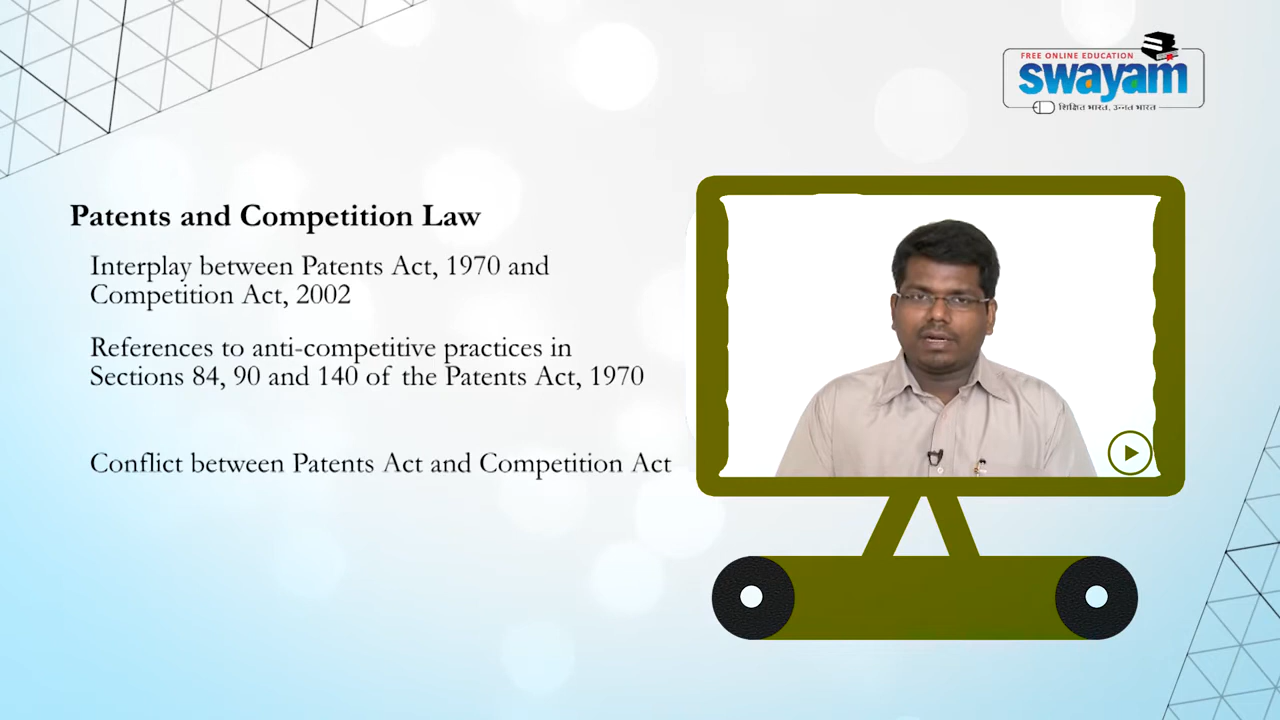 FREE ONLINE EDUCATION
swayam
शिक्षित भारत, उन्नत भारत
Patents and Competition Law
Interplay between Patents Act, 1970 and
Competition Act, 2002
References to anti-competitive practices in
Sections 84, 90 and 140 of the Patents Act, 1970
Conflict between Patents Act and Competition Act